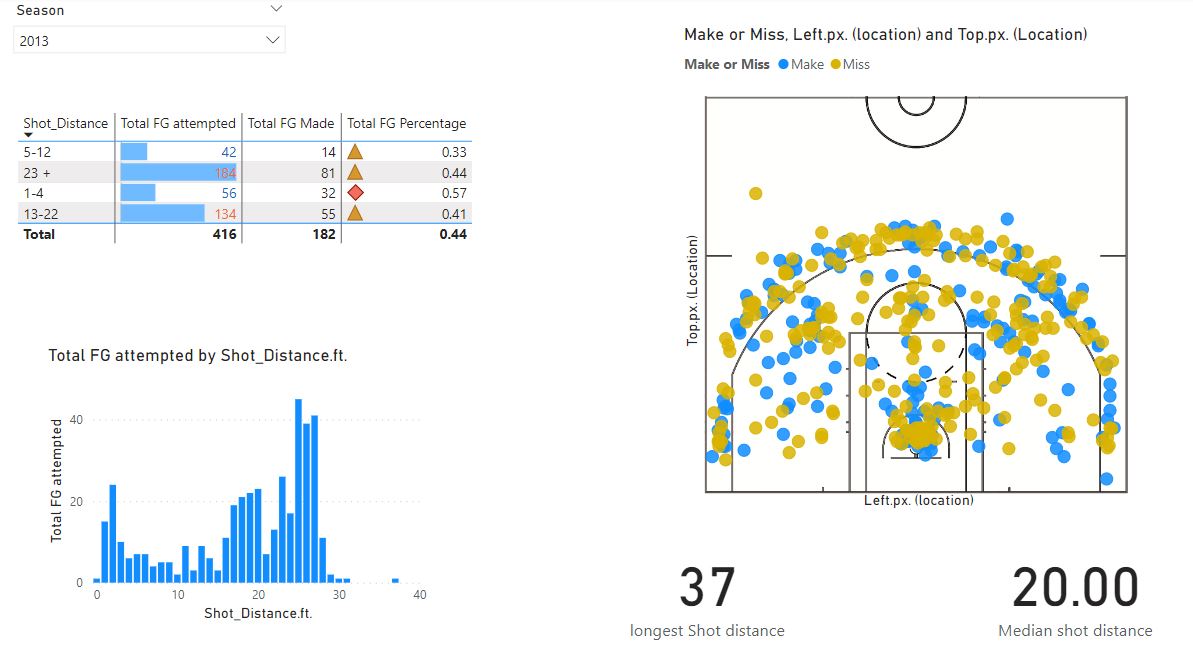 Season
2013
Shot_Distance Total FG attempted Total FG Made Total FG Percentage
5-12 42 14 0.33
23 + 184 81 0.44
1-4 56 32 0.57
13-22 134 55 0.41
Total 416 182 0.44
Total FG attempted by Shot_Distance.ft.
Total FG attempted
40
20
0
0 10 20 30 40
Shot_Distance.ft.
Make or Miss, Left.px. (location) and Top.px. (Location)
Make or Miss Make Miss
Top.px. (Location)
Left.px. (location)
37
longest Shot distance
20.00
Median shot distance